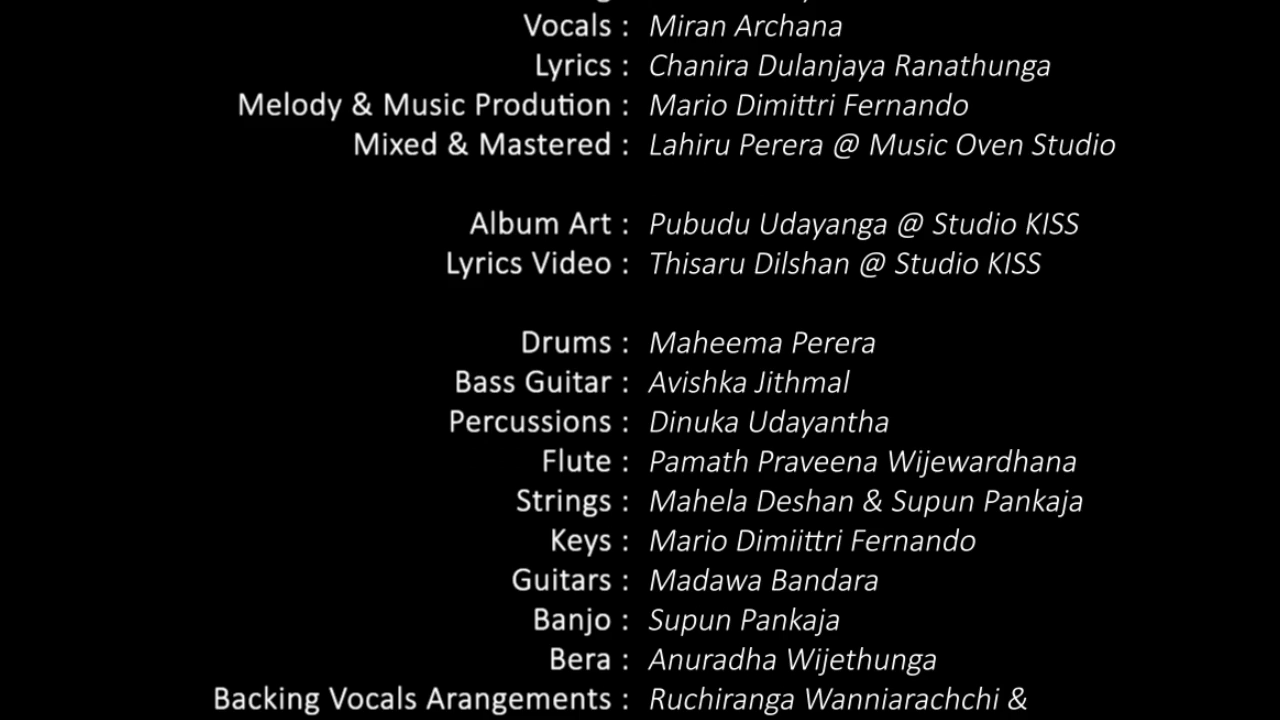 Vocals : Miran Archana
Lyrics : Chanira Dulanjaya Ranathunga
Melody & Music Prodution : Mario Dimittri Fernando
Mixed & Mastered : Lahiru Perera @ Music Oven Studio
Album Art : Pubudu Udayanga @ Studio KISS
Lyrics Video : Thisaru Dilshan @ Studio KISS
Drums : Maheema Perera
Bass Guitar : Avishka Jithmal
Percussions : Dinuka Udayantha
Flute : Pamath Praveena Wijewardhana
Strings : Mahela Deshan & Supun Pankaja
Keys : Mario Dimiittri Fernando
Guitars : Madawa Bandara
Banjo : Supun Pankaja
Bera : Anuradha Wijethunga
Backing Vocals Arangements : Ruchiranga Wanniarachchi &